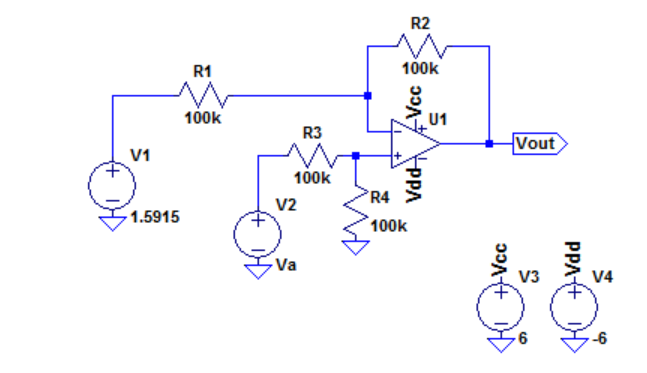 R2
100k
R1
100k
Vcc
U1
R3
100k
Vout
V1
1.5915
Vdd
V2
R4
100k
Va
Vcc
V3
6
Vdd
V4
-6